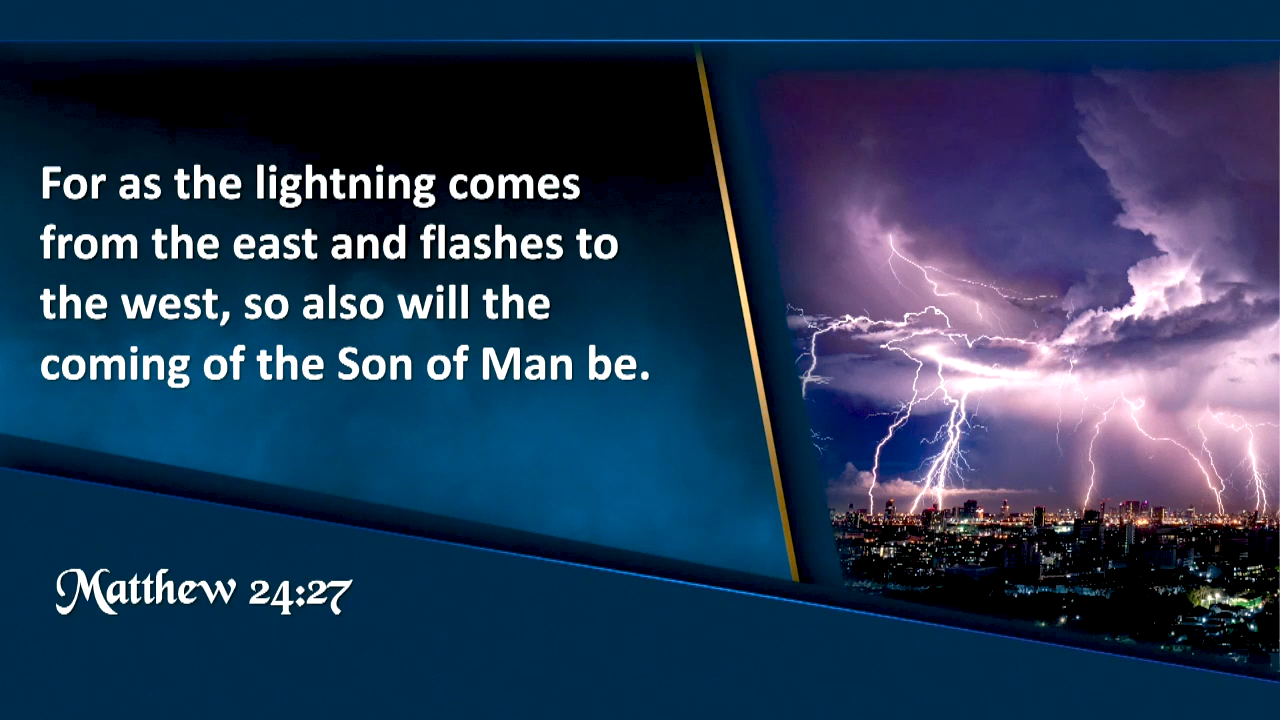 For as the lightning comes
from the east and flashes to
the west, so also will the
coming of the Son of Man be.
Matthew 24:27